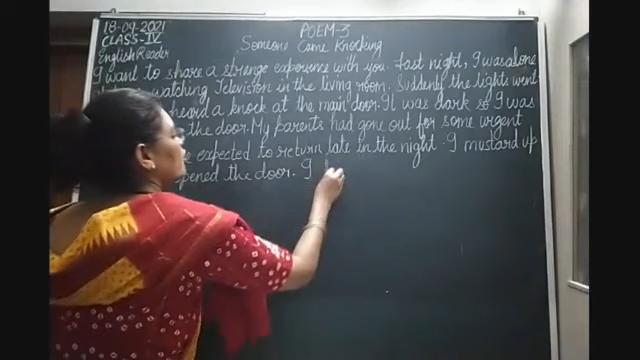 18-09-2021
POEM-3
CLASS-IV
Someone Came Knocking
English Reader
I want to share a strange experience with you. Last night, I was alone
watching Television in the living room. Suddenly the lights went
heard a knock at the main door. It was dark so I was
the door. My parents had gone out for some urgent
expected to return late in the night. I mustard up
opened the door. I